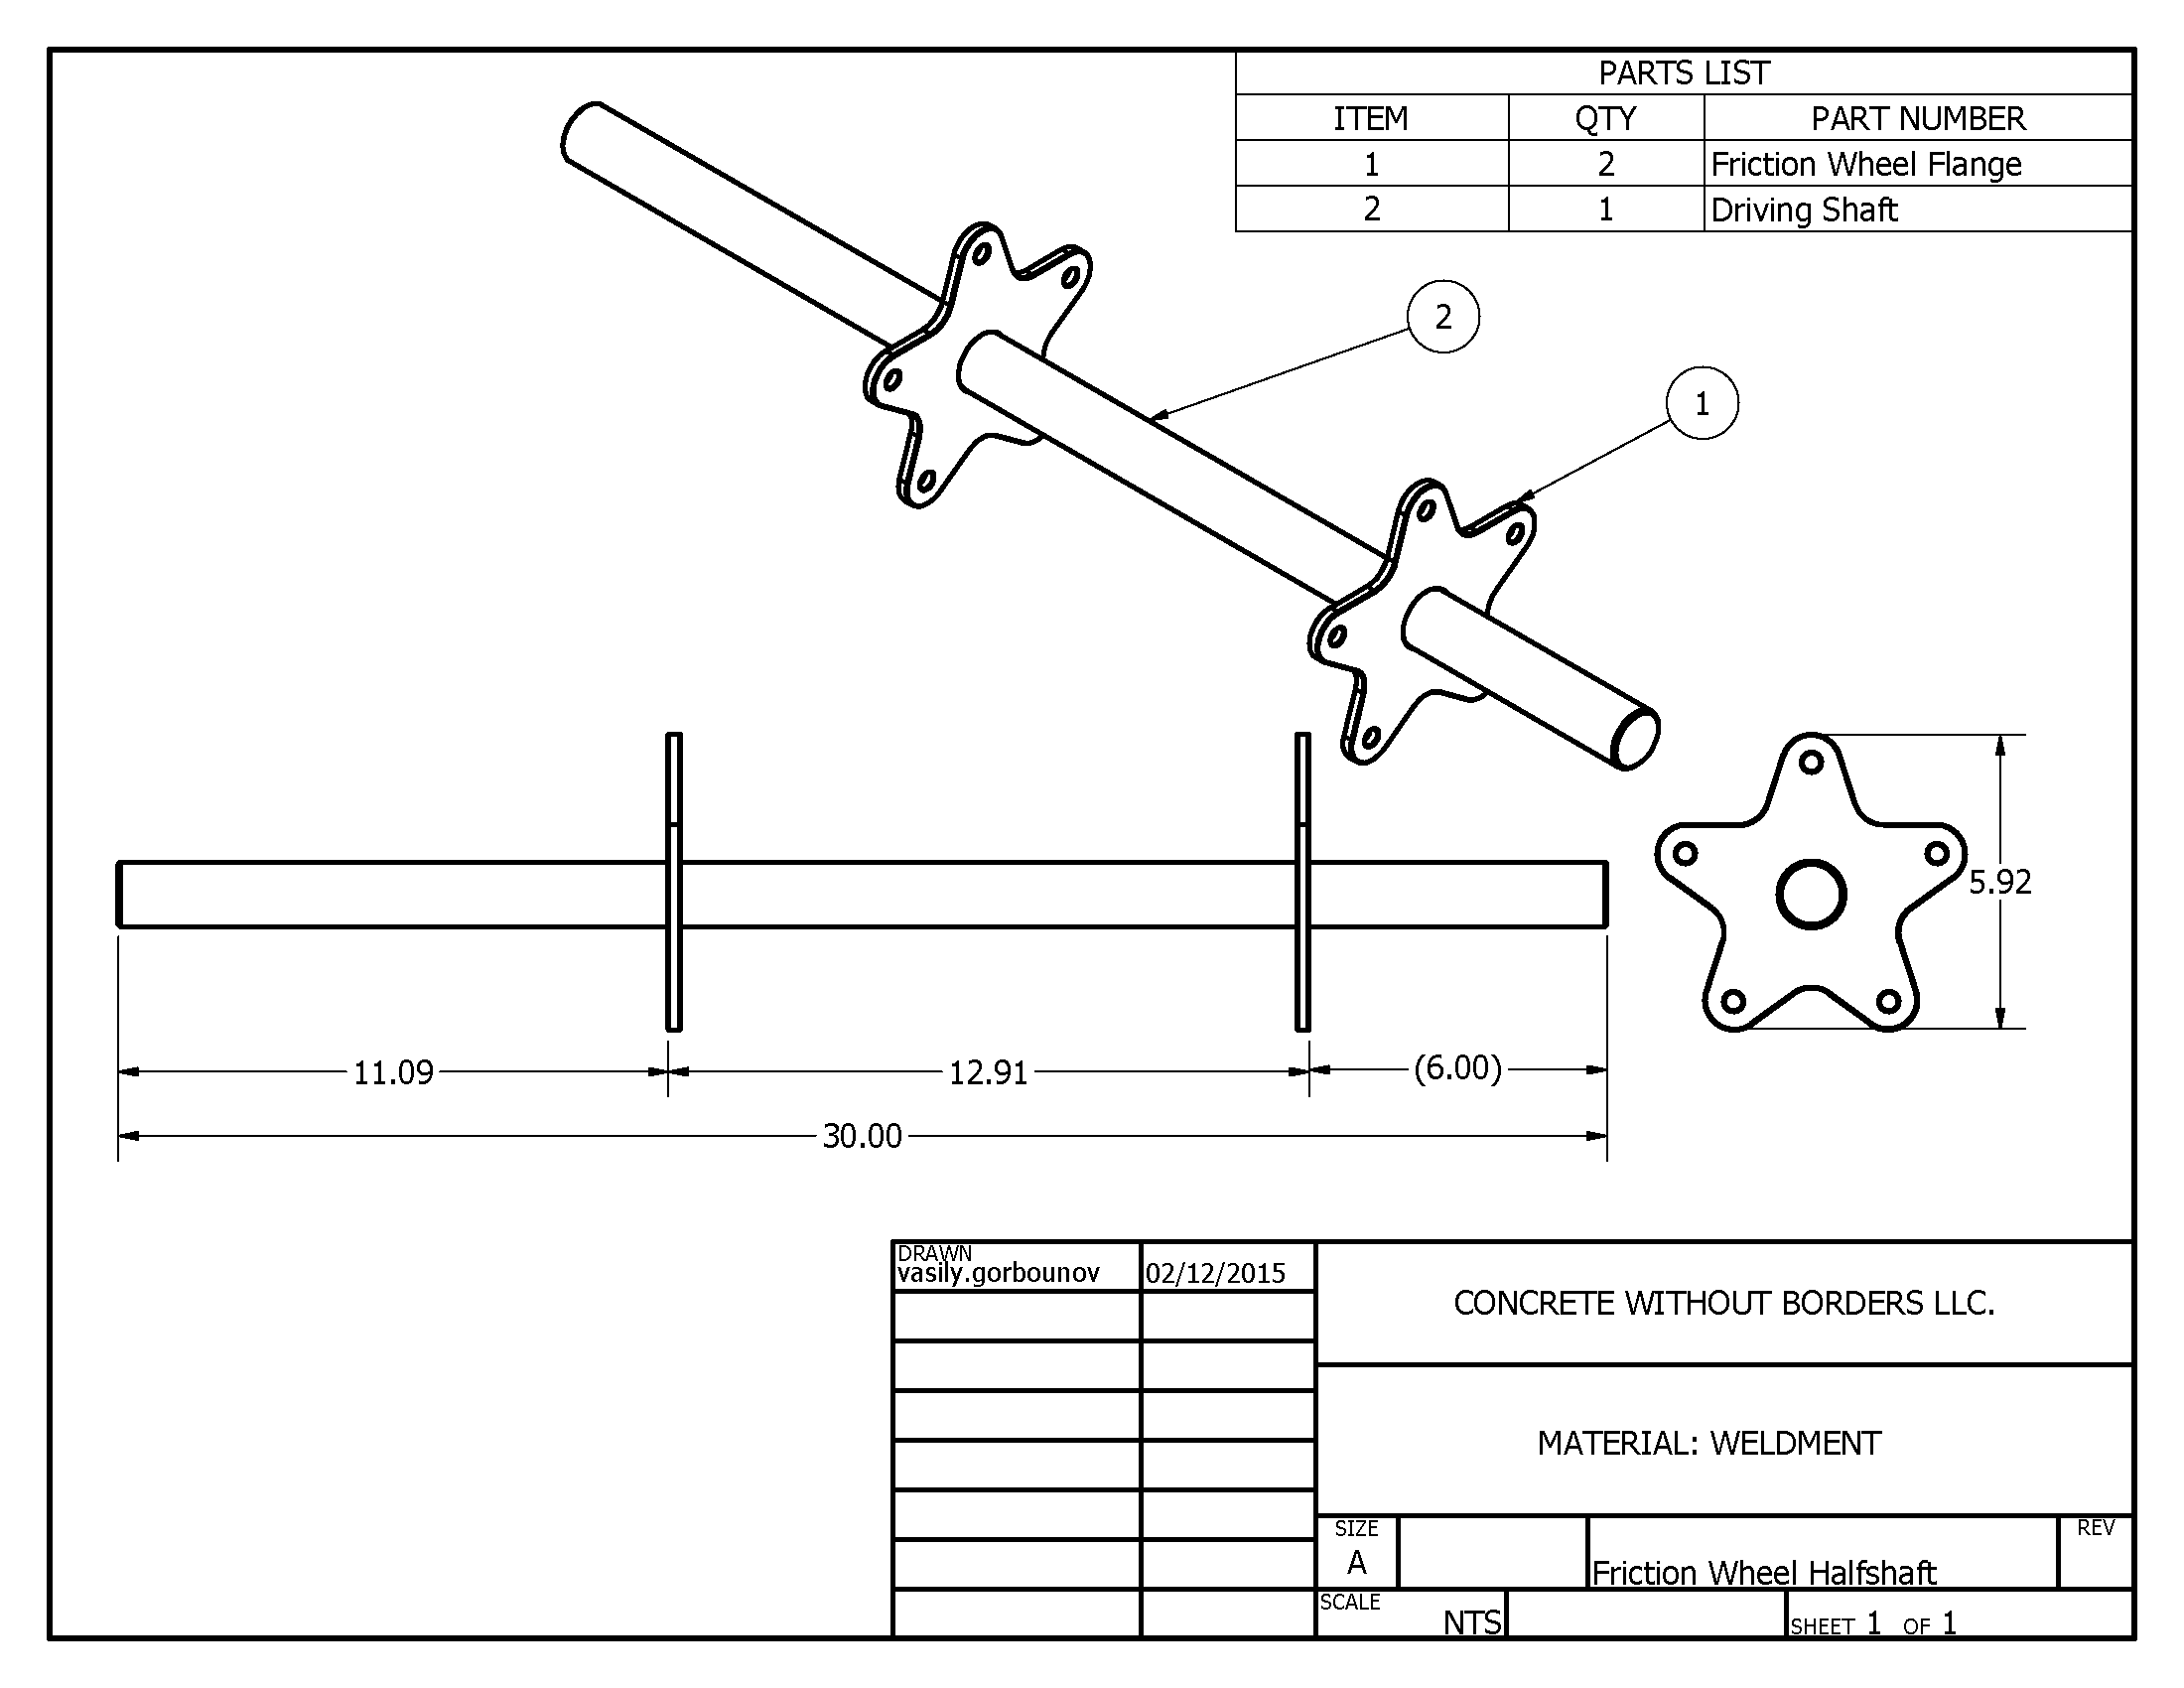 PARTS LIST
ITEM QTY PART NUMBER
1 2 Friction Wheel Flange
2 1 Driving Shaft
2
1
5.92
11.09 12.91 (6.00)
30.00
DRAWN
vasily.gorbounov 02/12/2015
CONCRETE WITHOUT BORDERS LLC.
MATERIAL: WELDMENT
SIZE
A
REV
Friction Wheel Halfshaft
SCALE
NTS
SHEET 1 OF 1